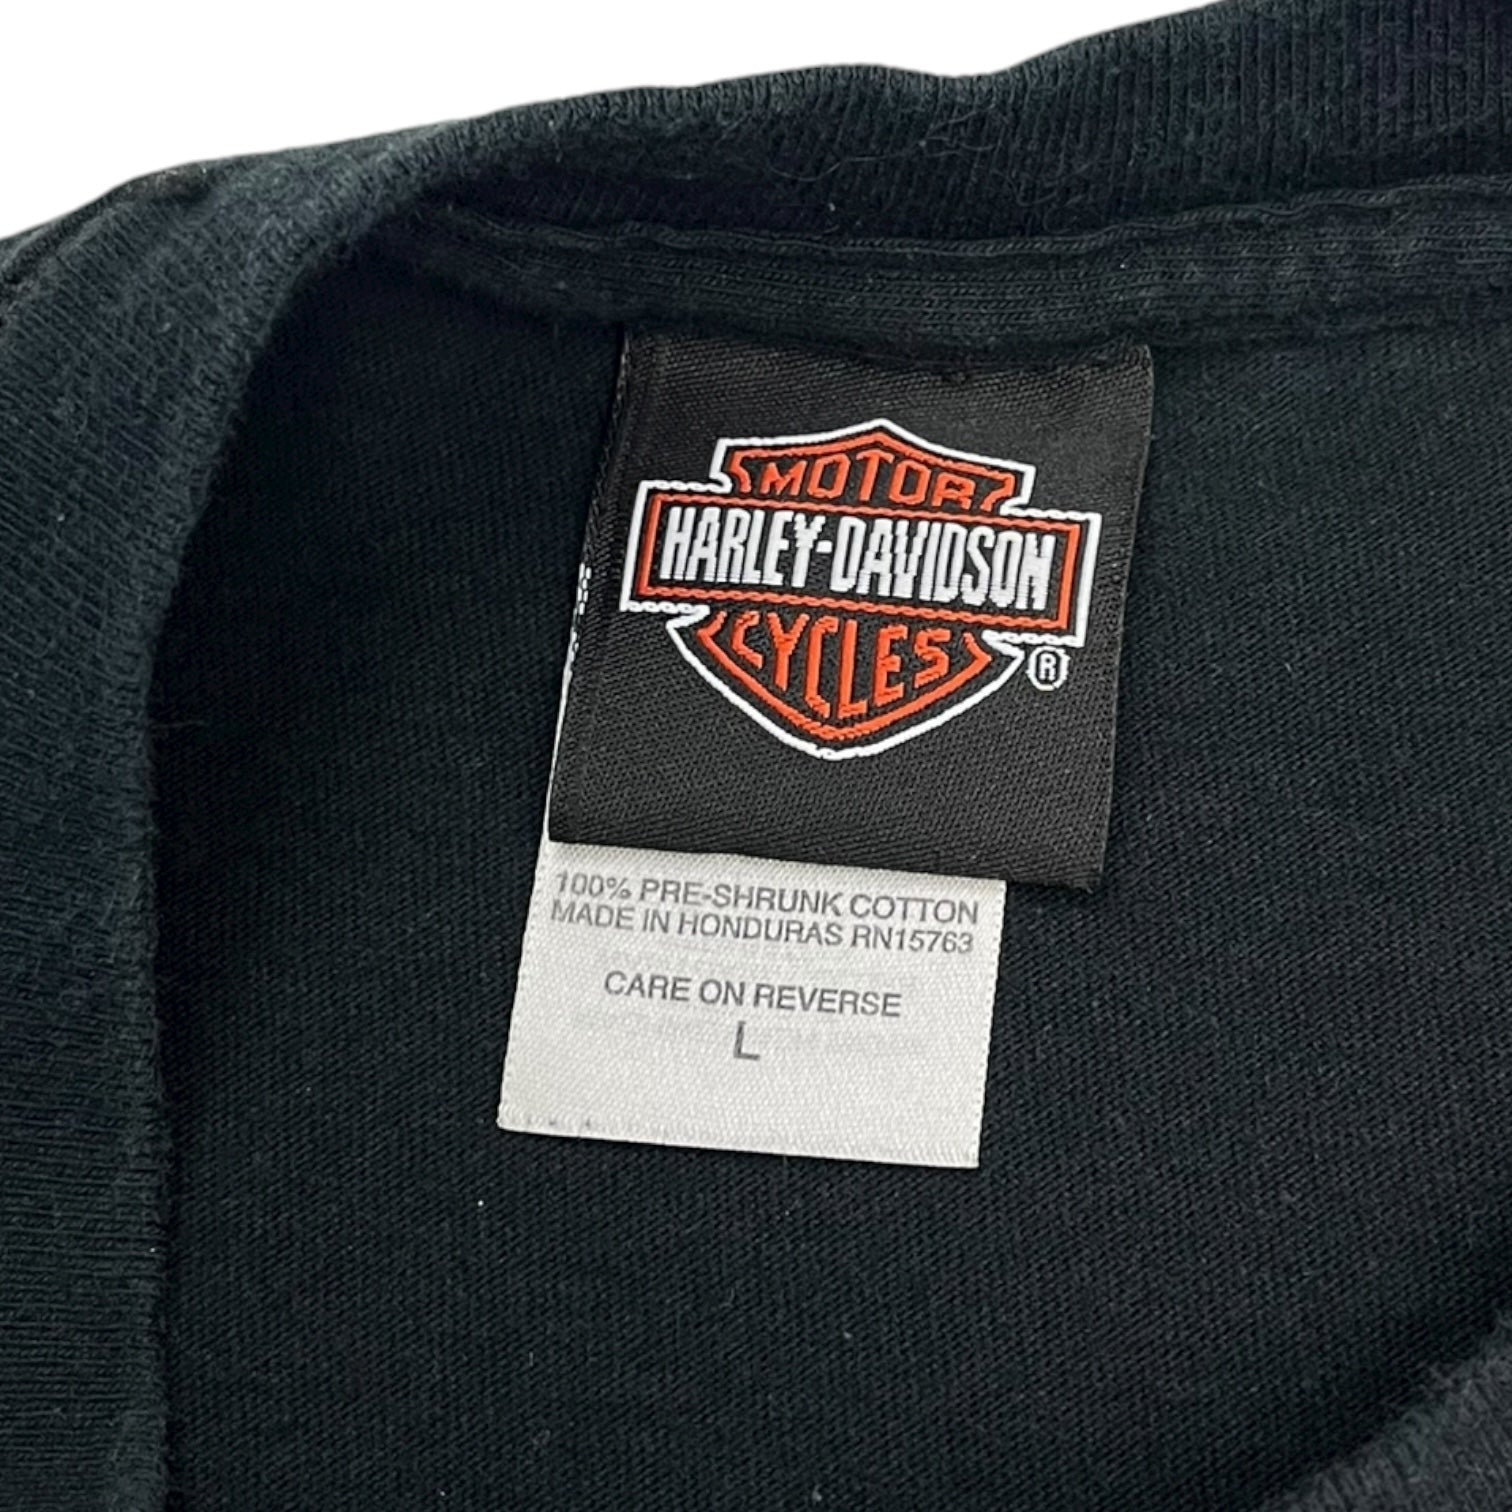 MOTOR
HARLEY-DAVIDSON
CYCLES
®
100% PRE-SHRUNK COTTON
MADE IN HONDURAS RN15763
CARE ON REVERSE
L